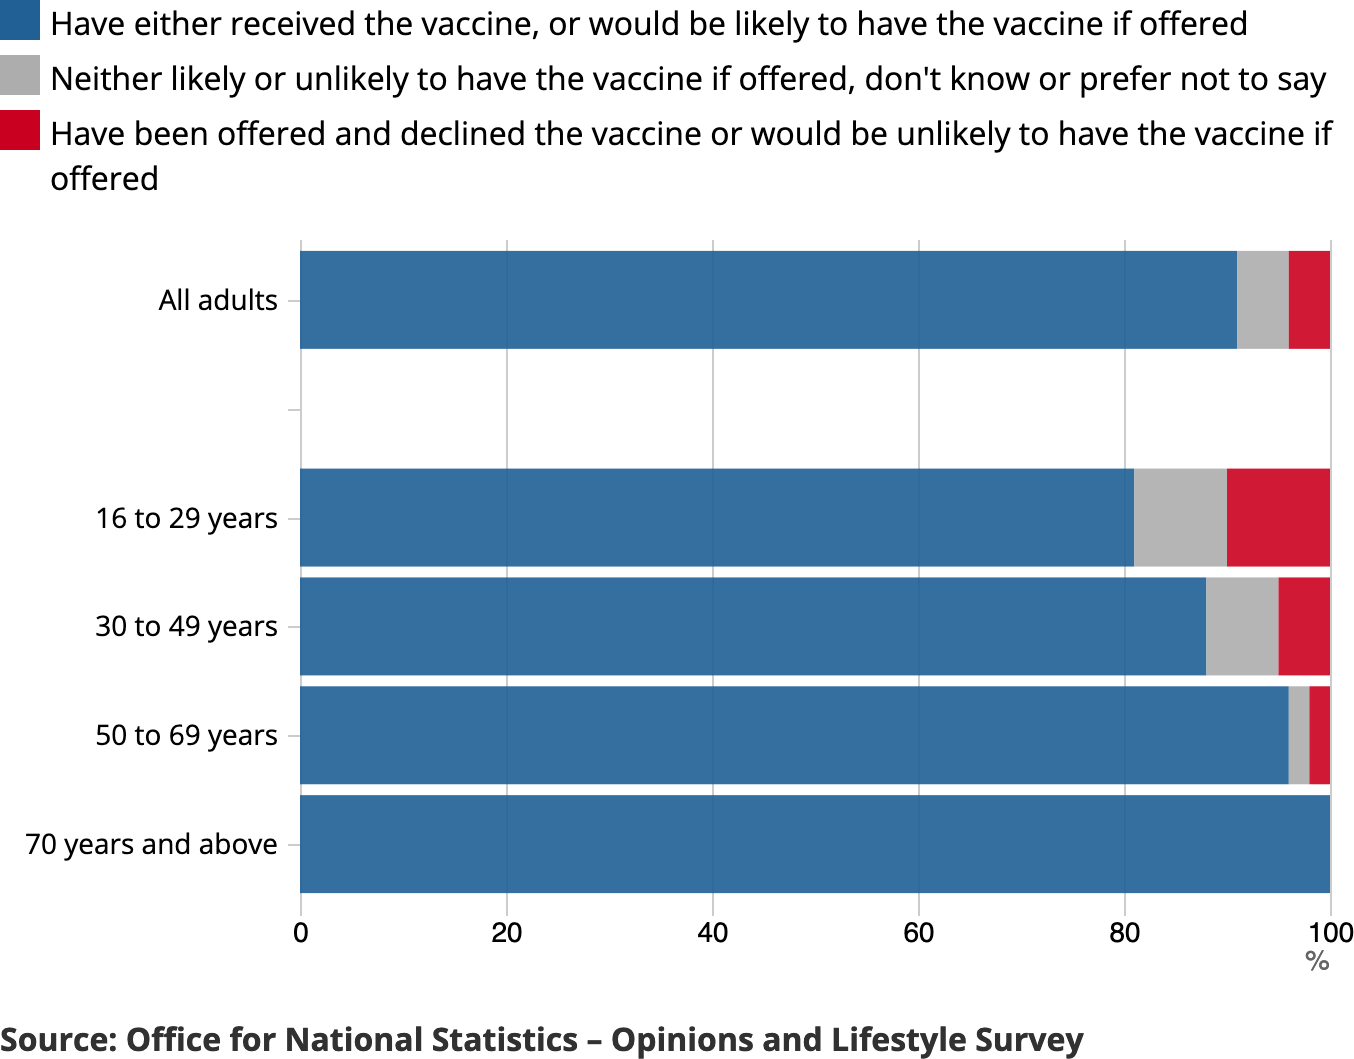 Have either received the vaccine, or would be likely to have the vaccine if offered
Neither likely or unlikely to have the vaccine if offered, don't know or prefer not to say
Have been offered and declined the vaccine or would be unlikely to have the vaccine if
offered
All adults
16 to 29 years
30 to 49 years
50 to 69 years
70 years and above
0 20 40 60 80 100
%
Source: Office for National Statistics – Opinions and Lifestyle Survey